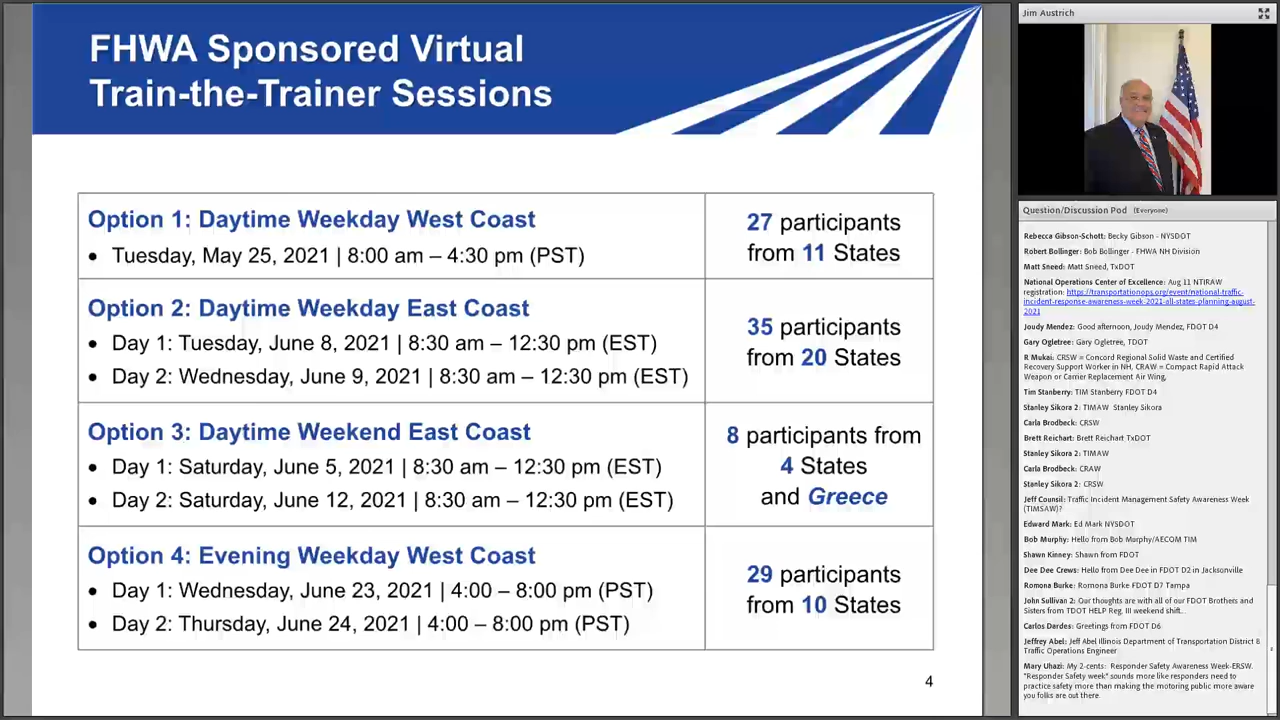 FHWA Sponsored Virtual
Train-the-Trainer Sessions
Option 1: Daytime Weekday West Coast
• Tuesday, May 25, 2021 | 8:00 am – 4:30 pm (PST)
27 participants
from 11 States
Option 2: Daytime Weekday East Coast
• Day 1: Tuesday, June 8, 2021 | 8:30 am – 12:30 pm (EST)
• Day 2: Wednesday, June 9, 2021 | 8:30 am – 12:30 pm (EST)
35 participants
from 20 States
Option 3: Daytime Weekend East Coast
• Day 1: Saturday, June 5, 2021 | 8:30 am – 12:30 pm (EST)
• Day 2: Saturday, June 12, 2021 | 8:30 am – 12:30 pm (EST)
8 participants from
4 States
and Greece
Option 4: Evening Weekday West Coast
• Day 1: Wednesday, June 23, 2021 | 4:00 – 8:00 pm (PST)
• Day 2: Thursday, June 24, 2021 | 4:00 – 8:00 pm (PST)
29 participants
from 10 States
4
Jim Austrich
Question/Discussion Pod (Everyone)
Rebecca Gibson-Schott: Becky Gibson - NYSDOT
Robert Bollinger: Bob Bollinger - FHWA NH Division
Matt Sneed: Matt Sneed, TxDOT
National Operations Center of Excellence: Aug 11 NTIRAW
registration: https://transportationops.org/event/national-traffic-
incident-response-awareness-week-2021-all-states-planning-august-
2021
Joudy Mendez: Good afternoon, Joudy Mendez, FDOT D4
Gary Ogletree: Gary Ogletree, TDOT
R Mukai: CRSW = Concord Regional Solid Waste and Certified
Recovery Support Worker in NH, CRAW = Compact Rapid Attack
Weapon or Carrier Replacement Air Wing,
Tim Stanberry: TIM Stanberry FDOT D4
Stanley Sikora 2: TIMAW Stanley Sikora
Carla Brodbeck: CRSW
Brett Reichart: Brett Reichart TxDOT
Stanley Sikora 2: TIMAW
Carla Brodbeck: CRAW
Stanley Sikora 2: CRSW
Jeff Counsil: Traffic Incident Management Safety Awareness Week
(TIMSAW)?
Edward Mark: Ed Mark NYSDOT
Bob Murphy: Hello from Bob Murphy/AECOM TIM
Shawn Kinney: Shawn from FDOT
Dee Dee Crews: Hello from Dee Dee in FDOT D2 in Jacksonville
Romona Burke: Romona Burke FDOT D7 Tampa
John Sullivan 2: Our thoughts are with all of our FDOT Brothers and
Sisters from TDOT HELP Reg. III weekend shift...
Carlos Dardes: Greetings from FDOT D6
Jeffrey Abel: Jeff Abel Illinois Department of Transportation District 8
Traffic Operations Engineer
Mary Uhazi: My 2-cents: Responder Safety Awareness Week-ERSW.
"Responder Safety week" sounds more like responders need to
practice safety more than making the motoring public more aware
you folks are out there